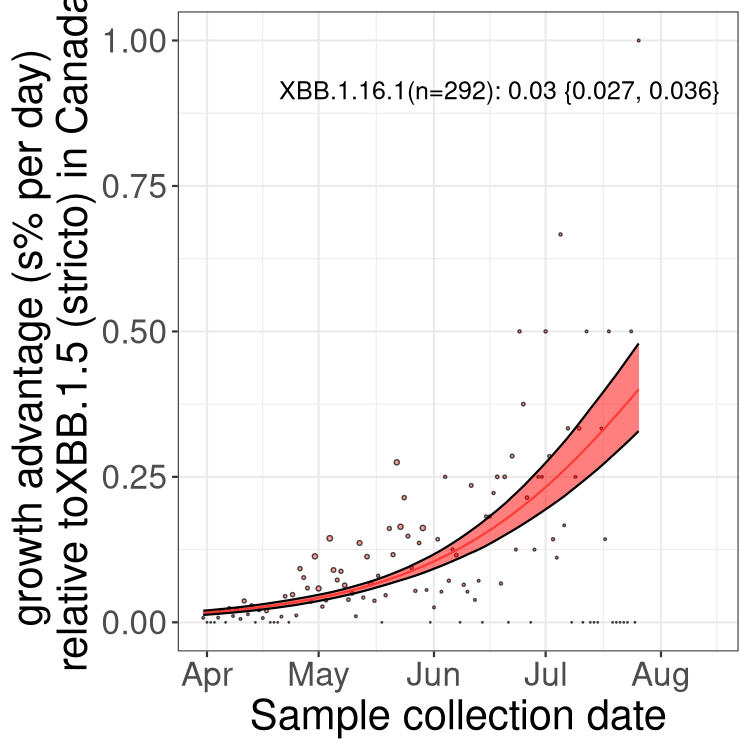 growth advantage (s% per day)
relative toXBB.1.5 (stricto) in Canada
1.00
XBB.1.16.1(n=292): 0.03 {0.027, 0.036}
0.75
0.50
0.25
0.00
Apr May Jun Jul Aug
Sample collection date